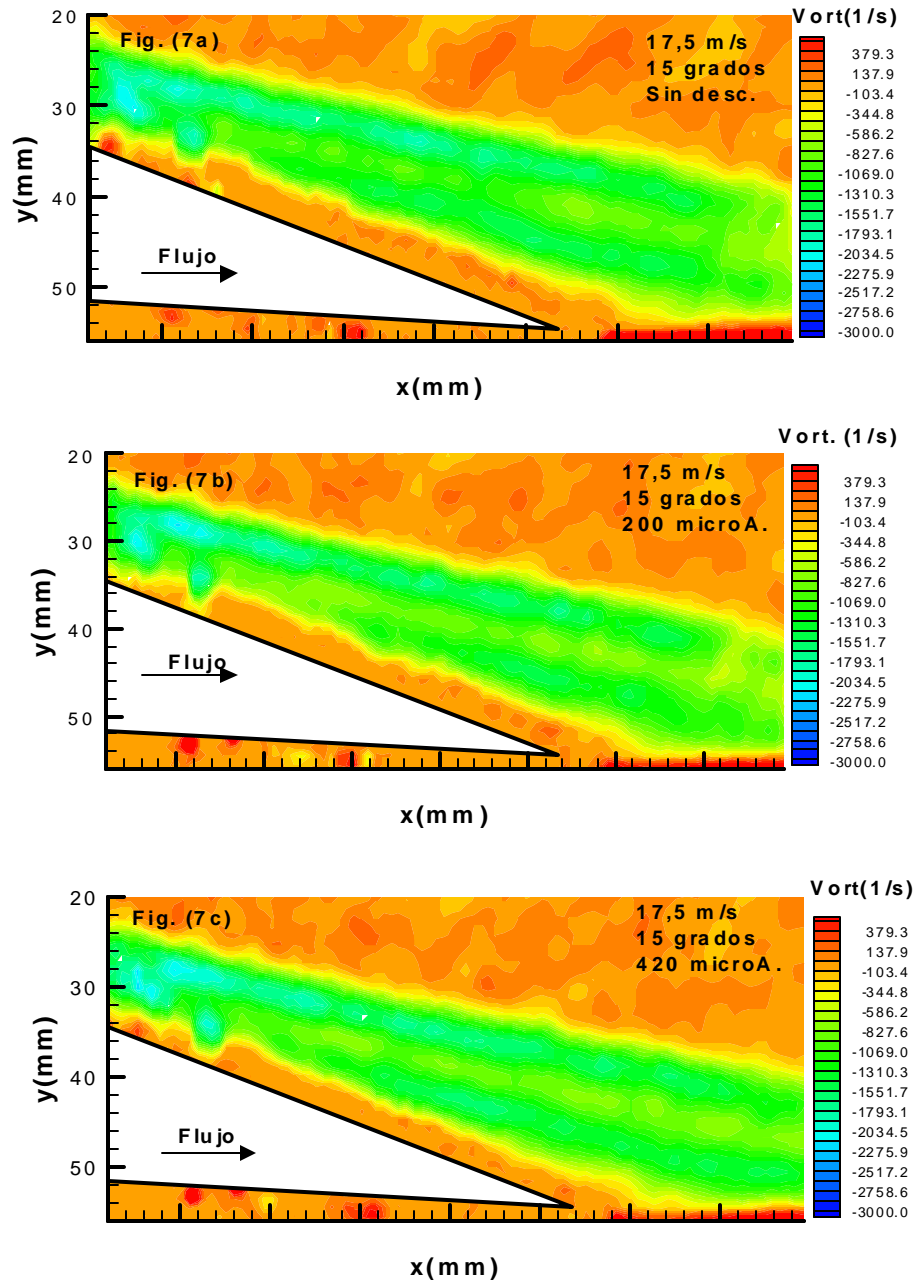 Vort(1/s)
20
Fig. (7a)
17,5 m/s
15 grados
Sin desc.
30
40
50
y(mm)
Flujo
x(mm)
379.3
137.9
-103.4
-344.8
-586.2
-827.6
-1069.0
-1310.3
-1551.7
-1793.1
-2034.5
-2275.9
-2517.2
-2758.6
-3000.0
Vort. (1/s)
20
Fig. (7b)
17,5 m/s
15 grados
200 microA.
30
40
50
y(mm)
Flujo
x(mm)
379.3
137.9
-103.4
-344.8
-586.2
-827.6
-1069.0
-1310.3
-1551.7
-1793.1
-2034.5
-2275.9
-2517.2
-2758.6
-3000.0
Vort(1/s)
20
Fig. (7c)
17,5 m/s
15 grados
420 microA.
30
40
50
y(mm)
Flujo
x(mm)
379.3
137.9
-103.4
-344.8
-586.2
-827.6
-1069.0
-1310.3
-1551.7
-1793.1
-2034.5
-2275.9
-2517.2
-2758.6
-3000.0